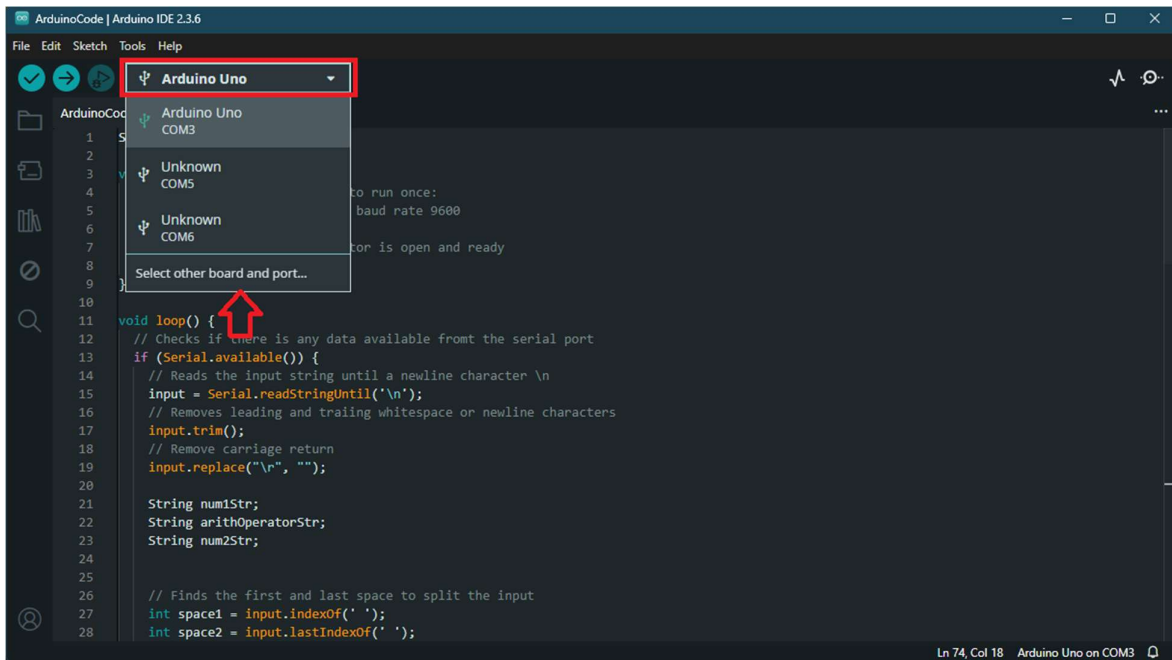 ArduinoCode | Arduino IDE 2.3.6
File Edit Sketch Tools Help
Arduino Uno
ArduinoCod
Arduino Uno
COM3
Unknown
COM5
Unknown
COM6
Select other board and port...
1 S
2
3 v
4 to run once:
5 baud rate 9600
6
7 tor is open and ready
8
9 }
10
11 void loop() {
12 // Checks if there is any data available fromt the serial port
13 if (Serial.available()) {
14 // Reads the input string until a newline character \n
15 input = Serial.readStringUntil('\n');
16 // Removes leading and traiing whitespace or newline characters
17 input.trim();
18 // Remove carriage return
19 input.replace("\r", "");
20
21 String num1Str;
22 String arithOperatorStr;
23 String num2Str;
24
25
26 // Finds the first and last space to split the input
27 int space1 = input.indexOf(' ');
28 int space2 = input.lastIndexOf(' ');
Ln 74, Col 18 Arduino Uno on COM3